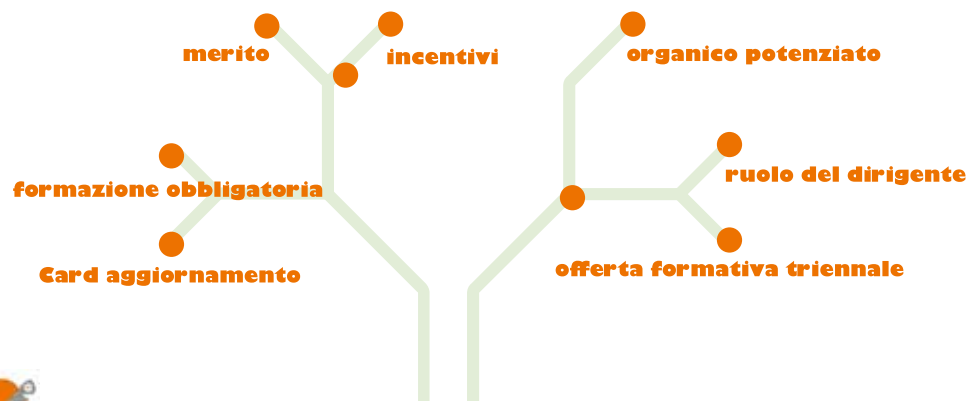 merito
incentivi
organico potenziato
formazione obbligatoria
ruolo del dirigente
Card aggiornamento
offerta formativa triennale